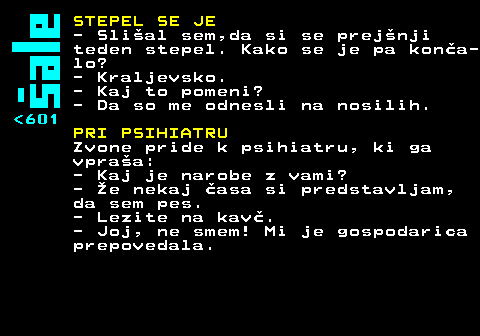 šale
<601
STEPEL SE JE
- Slišal sem,da si se prejšnji
teden stepel. Kako se je pa konča-
lo?
- Kraljevsko.
- Kaj to pomeni?
- Da so me odnesli na nosilih.
PRI PSIHIATRU
Zvone pride k psihiatru, ki ga
vpraša:
- Kaj je narobe z vami?
- Že nekaj časa si predstavljam,
da sem pes.
- Lezite na kavč.
- Joj, ne smem! Mi je gospodarica
prepovedala.